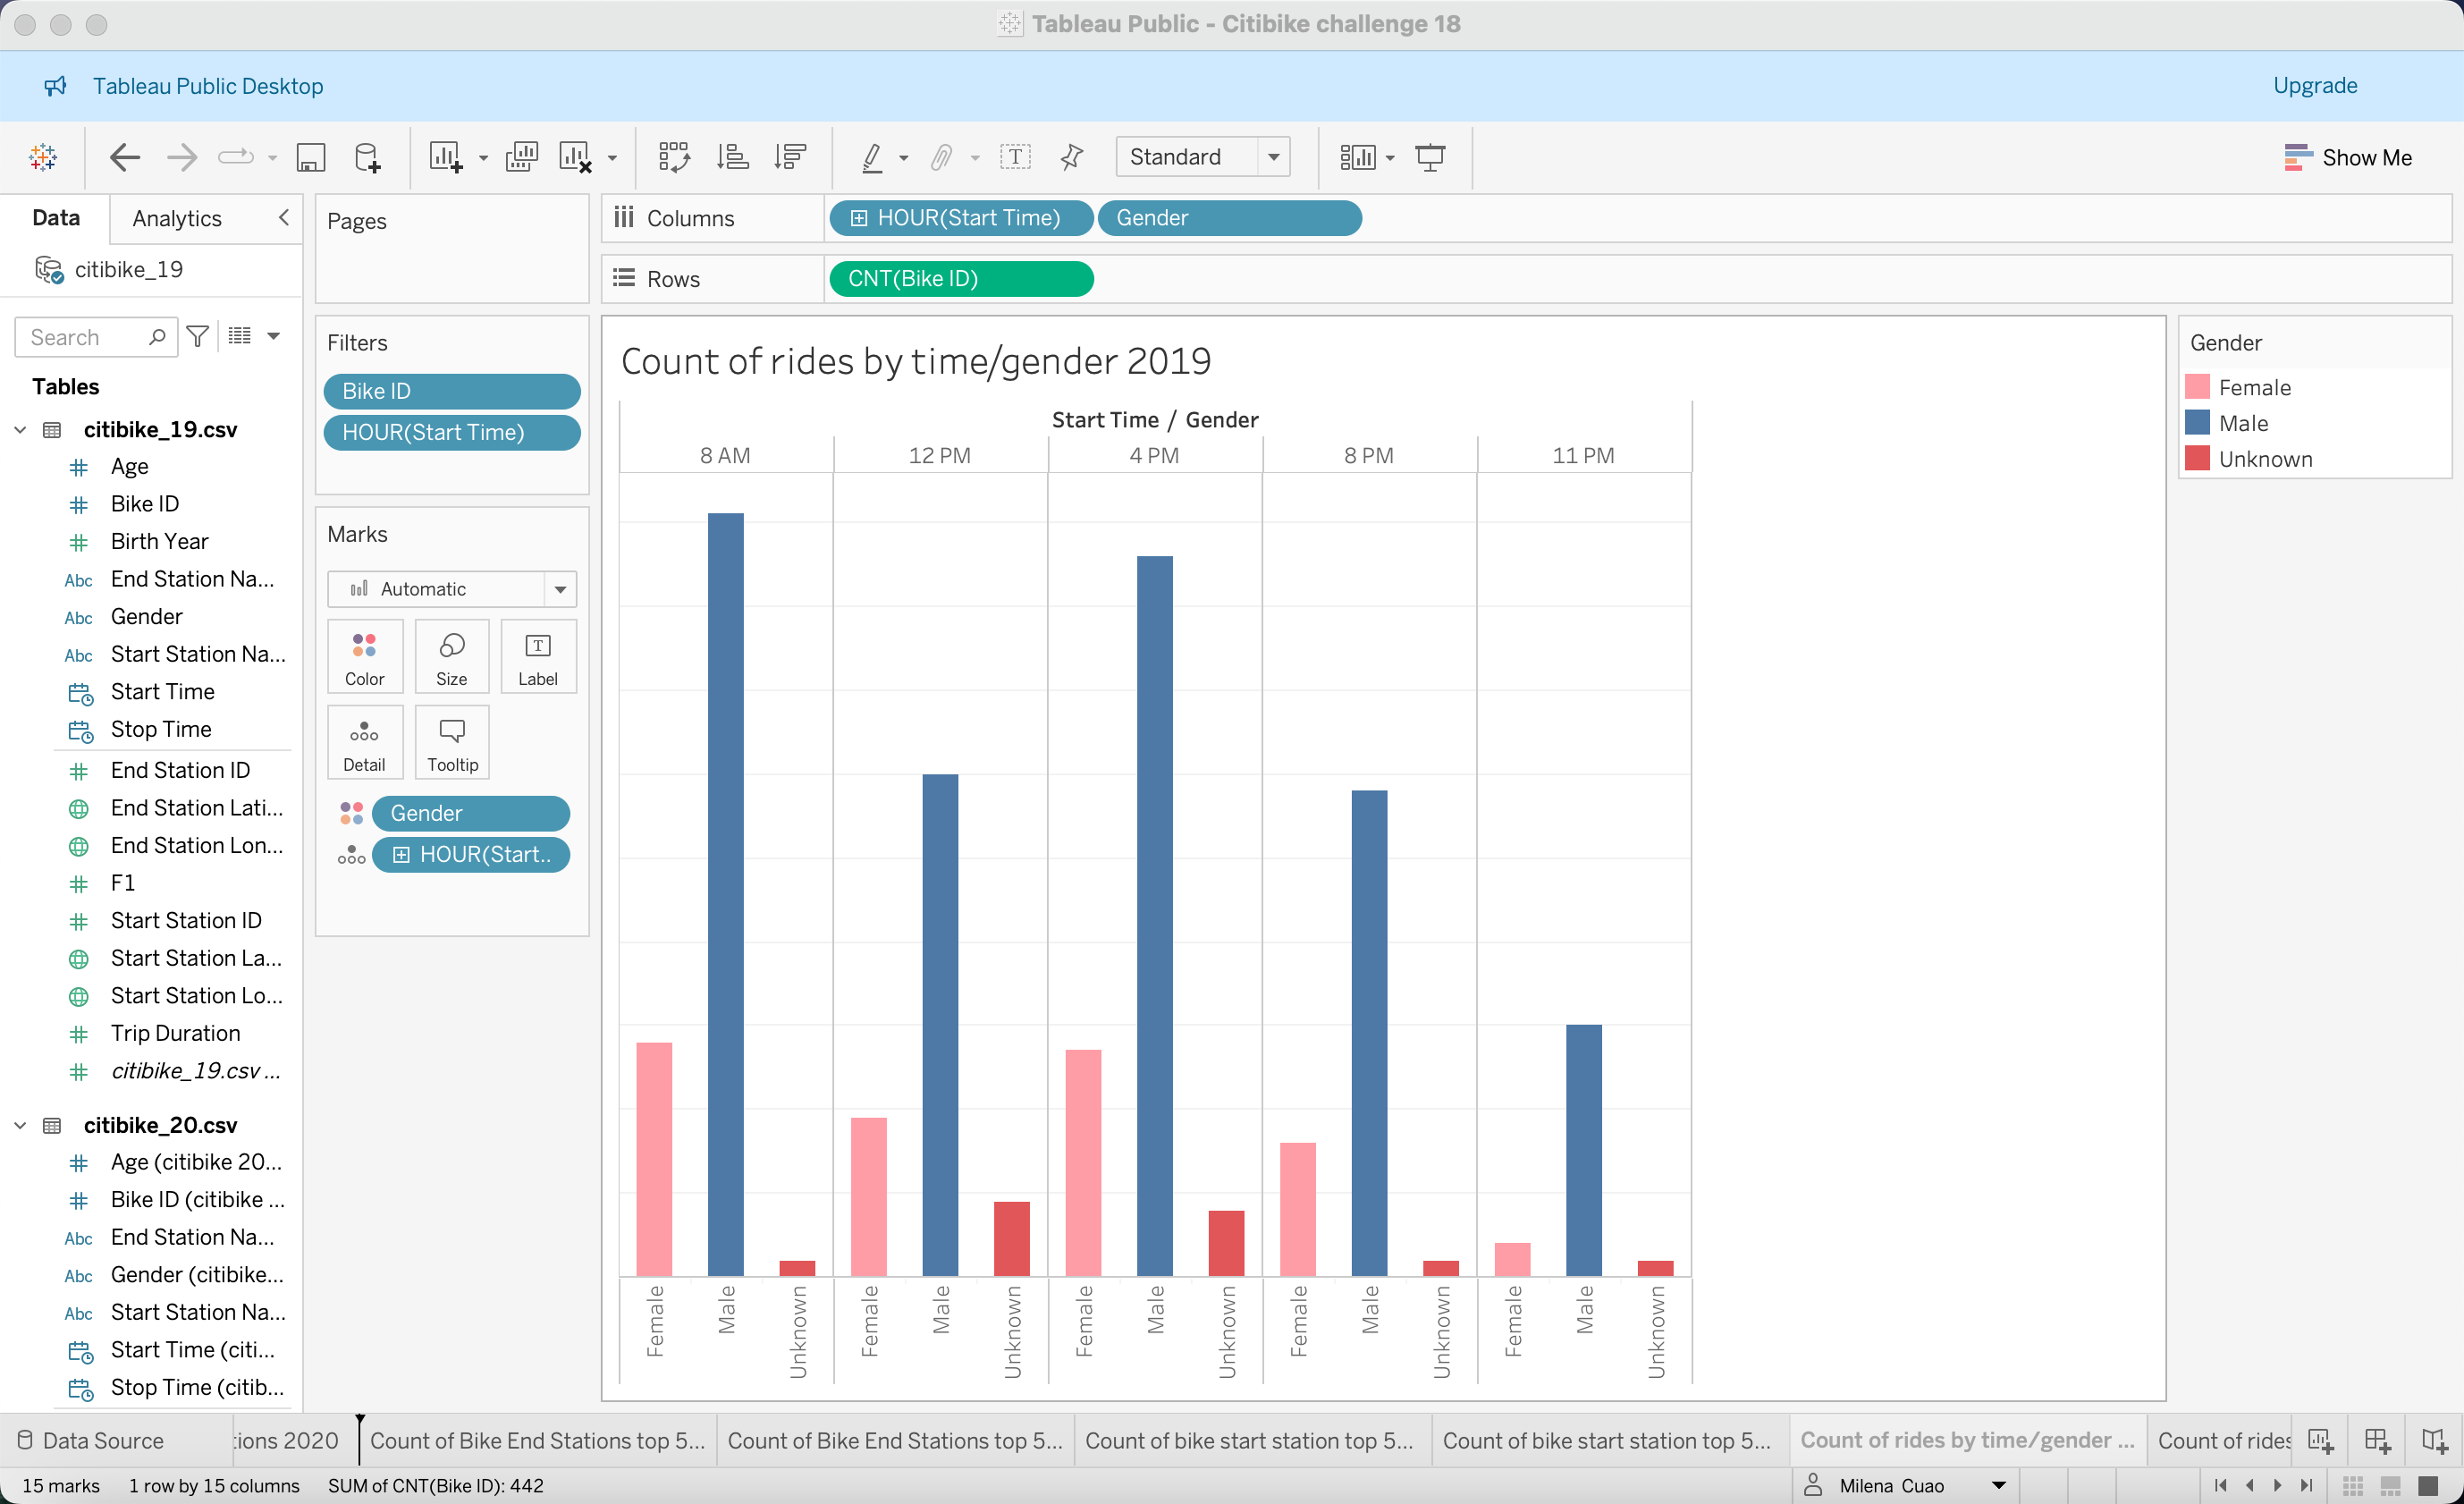 Tableau Public - Citibike challenge 18
Tableau Public Desktop
Upgrade
Standard
Show Me
Data
Analytics
citibike_19
Search
Tables
citibike_19.csv
Age
Bike ID
Birth Year
End Station Na...
Gender
Start Station Na...
Start Time
Stop Time
End Station ID
End Station Lati...
End Station Lon...
F1
Start Station ID
Start Station La...
Start Station Lo...
Trip Duration
citibike_19.csv ...
citibike_20.csv
Age (citibike 20...
Bike ID (citibike ...
End Station Na...
Gender (citibike...
Start Station Na...
Start Time (citi...
Stop Time (citib...
Pages
Filters
Bike ID
HOUR(Start Time)
Marks
Automatic
Color
Size
Label
Detail
Tooltip
Gender
HOUR(Start..
Columns
HOUR(Start Time)
Gender
Rows
CNT(Bike ID)
Count of rides by time/gender 2019
Start Time / Gender
8 AM
12 PM
4 PM
8 PM
11 PM
Female
Male
Unknown
Female
Male
Unknown
Female
Male
Unknown
Female
Male
Unknown
Female
Male
Unknown
Gender
Female
Male
Unknown
Data Source
tions 2020
Count of Bike End Stations top 5...
Count of Bike End Stations top 5...
Count of bike start station top 5...
Count of bike start station top 5...
Count of rides by time/gender ...
Count of rides
15 marks
1 row by 15 columns
SUM of CNT(Bike ID): 442
Milena Cuao